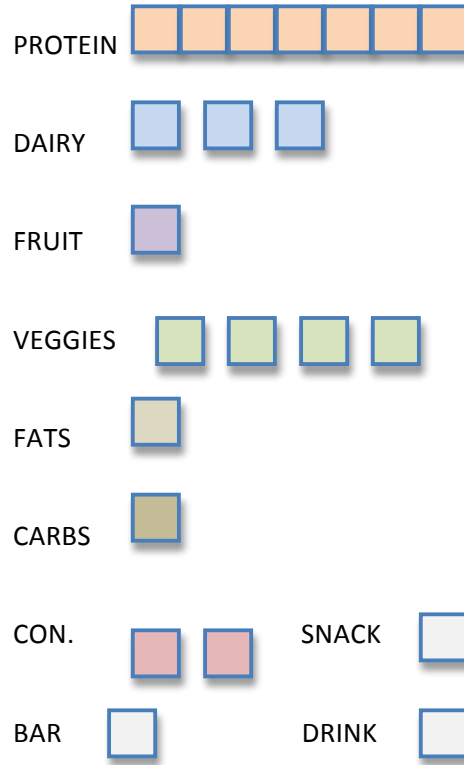 PROTEIN
DAIRY
FRUIT
VEGGIES
FATS
CARBS
CON. SNACK
BAR DRINK